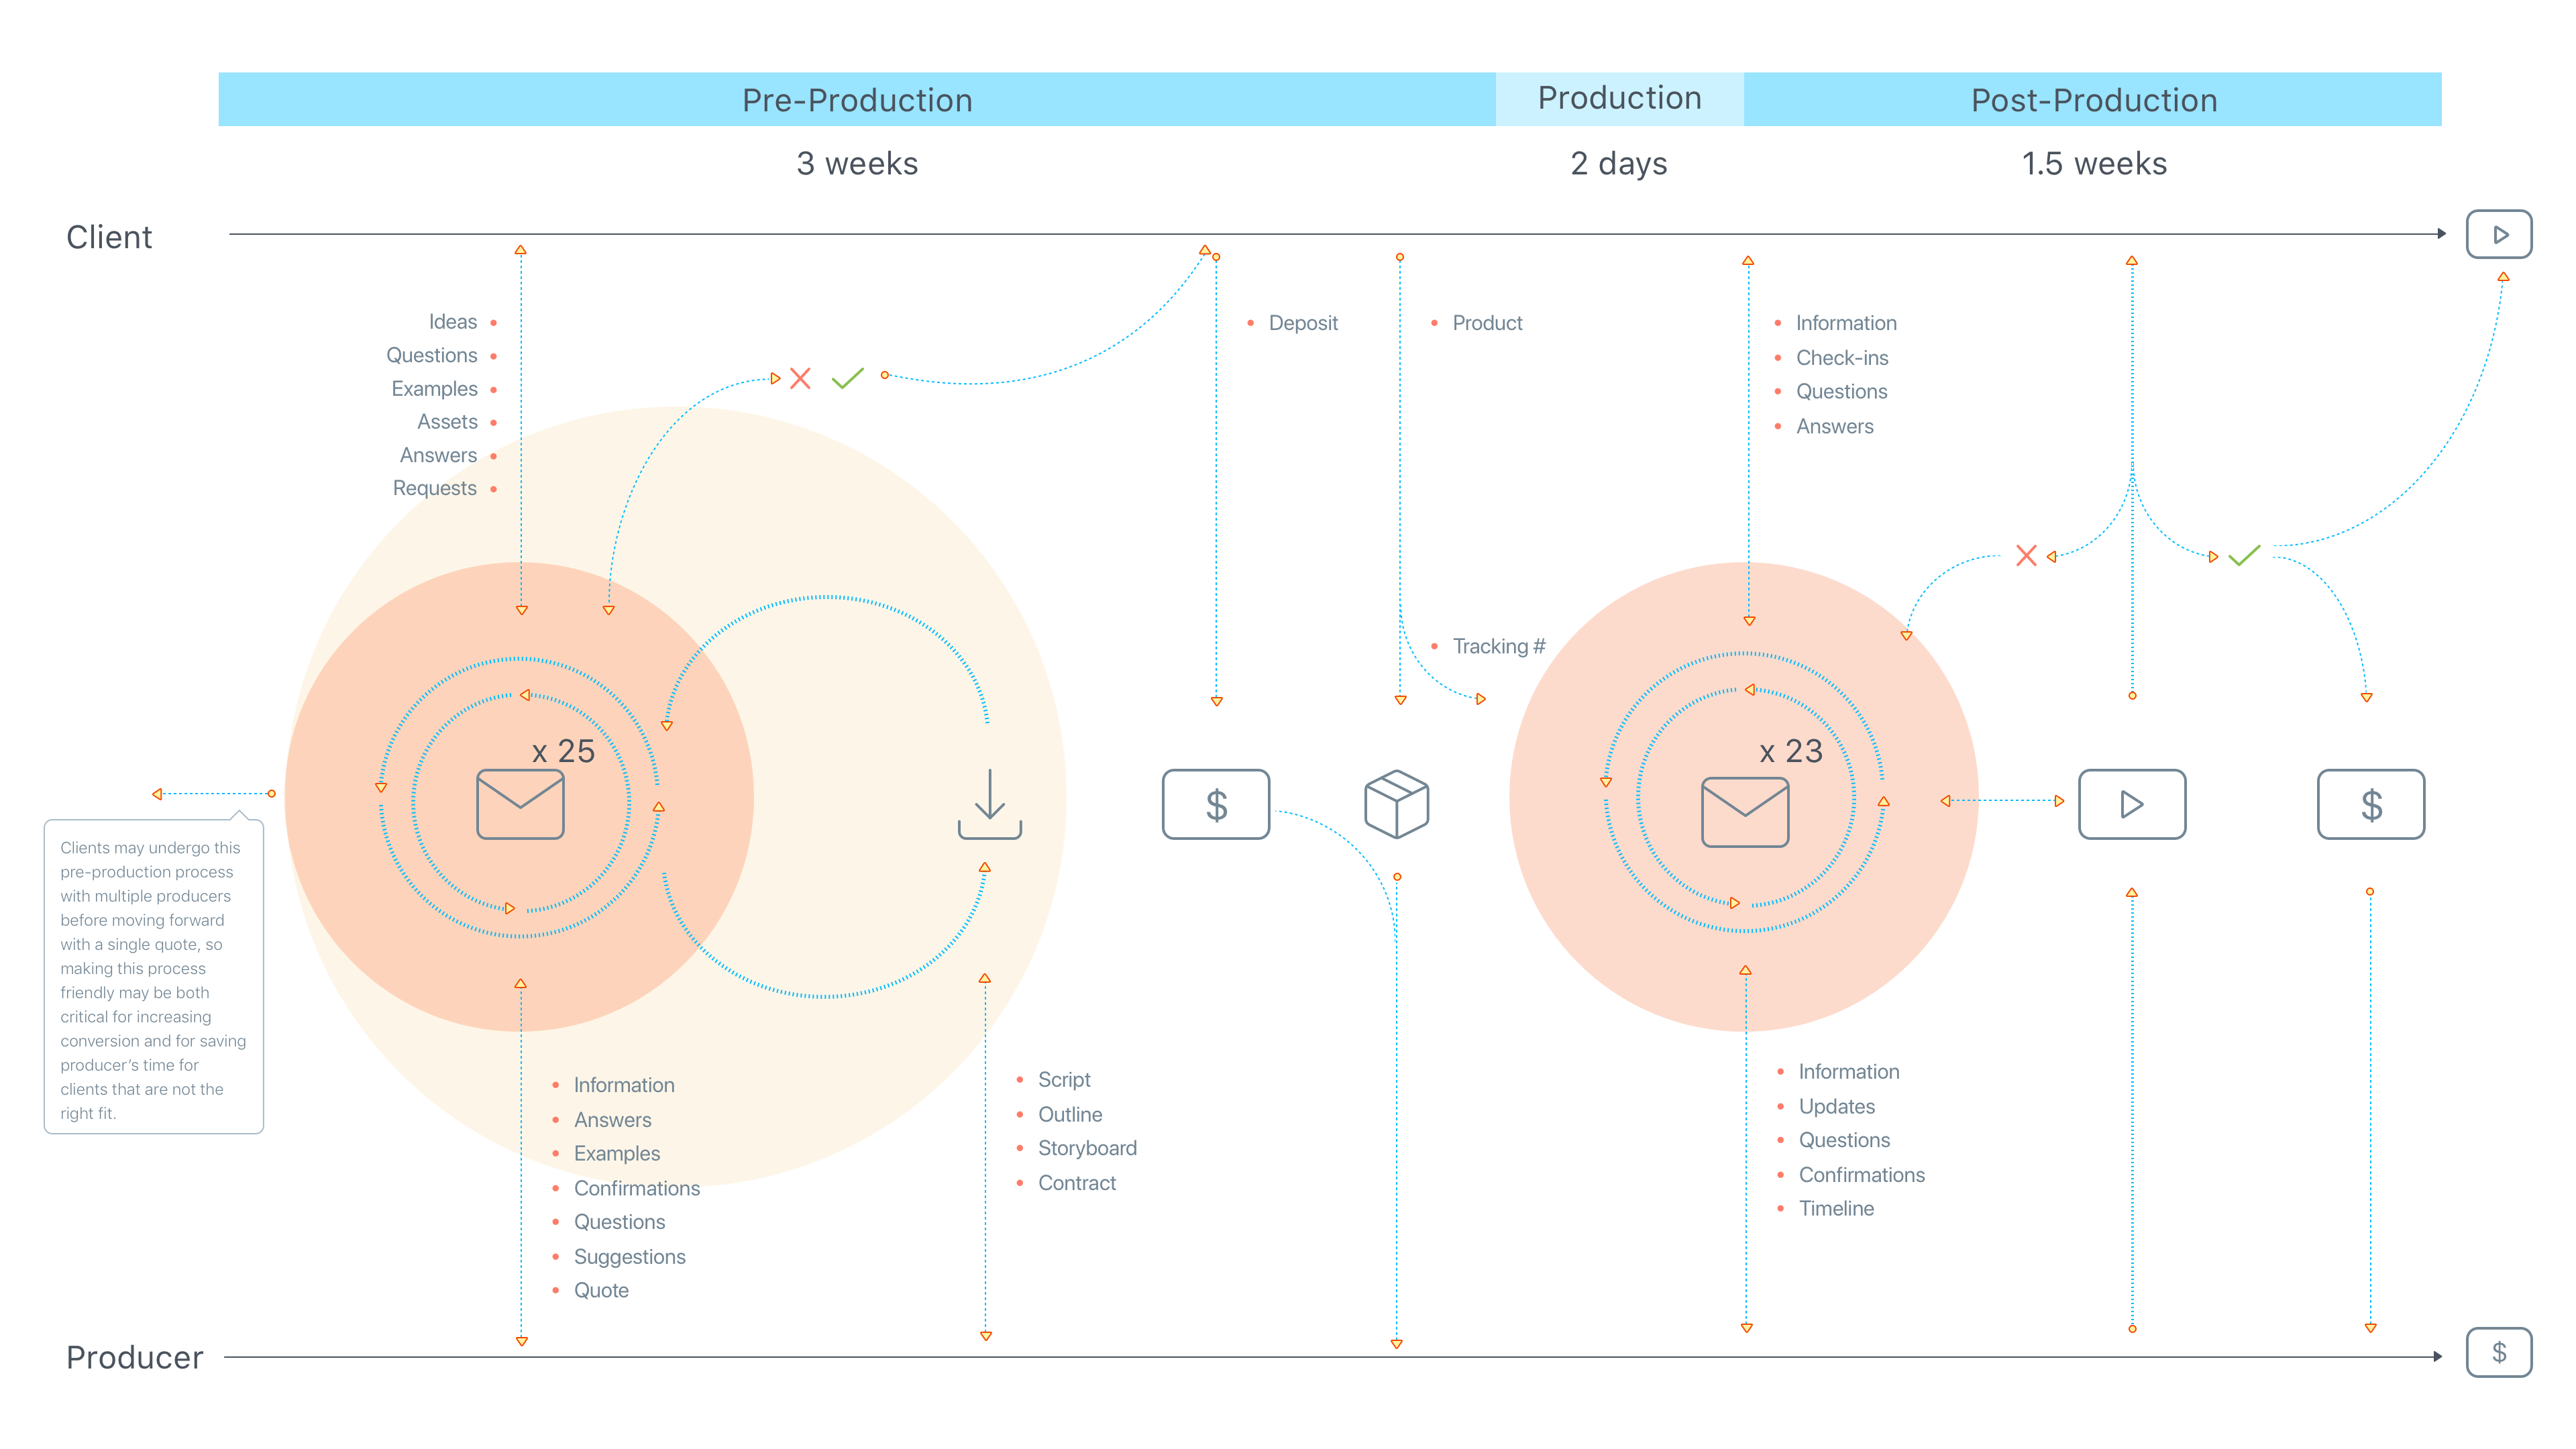 Pre-Production
Production
Post-Production
3 weeks
2 days
1.5 weeks
Client
Ideas
Questions
Examples
Assets
Answers
Requests
Deposit
Product
Information
Check-ins
Questions
Answers
Tracking #
x 25
$
x 23
$
Clients may undergo this
pre-production process
with multiple producers
before moving forward
with a single quote, so
making this process
friendly may be both
critical for increasing
conversion and for saving
producer’s time for
clients that are not the
right fit.
Information
Answers
Examples
Confirmations
Questions
Suggestions
Quote
Script
Outline
Storyboard
Contract
Information
Updates
Questions
Confirmations
Timeline
Producer
$